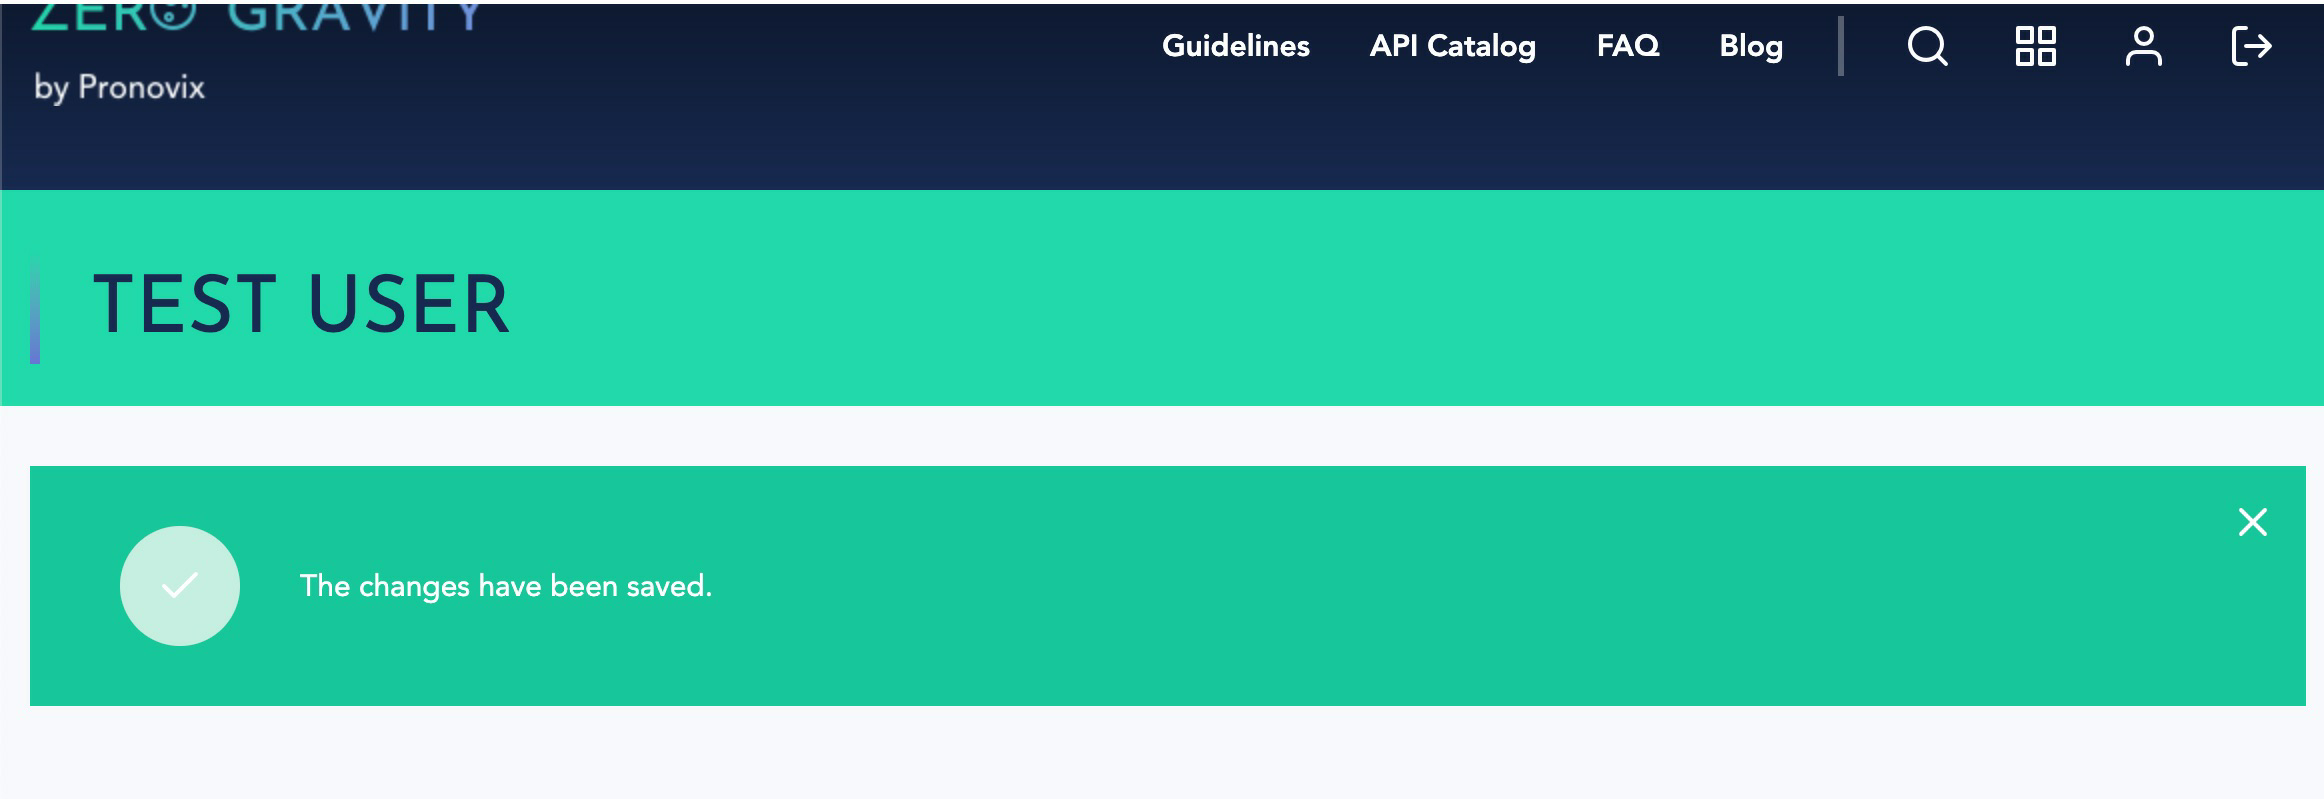 ZERO GRAVITY
by Pronovix
Guidelines API Catalog FAQ Blog
TEST USER
The changes have been saved.